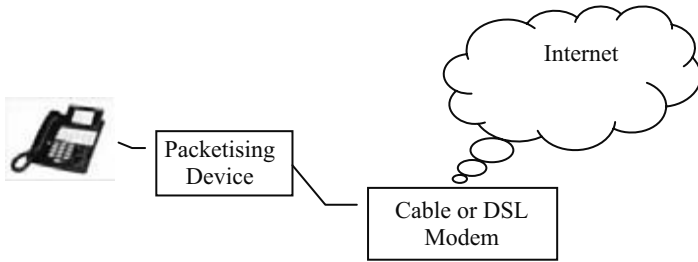 Internet
Packetising
Device
Cable or DSL
Modem